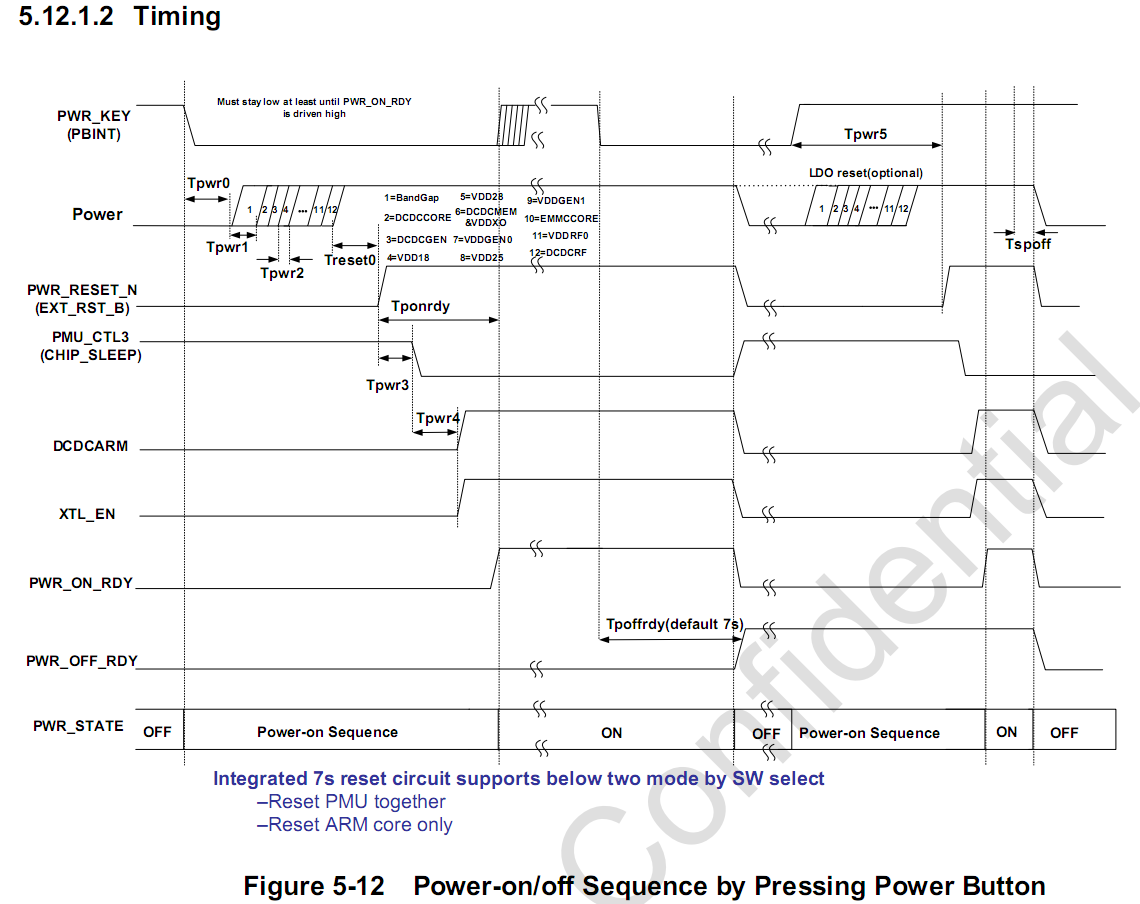 5.12.1.2 Timing
PWR_KEY
(PBINT)
Must stay low at least until PWR_ON_RDY
is driven high
Tpwr5
Tpwr0
LDO reset(optional)
Power
1 2 3 4 ••• 11 12
1=BandGap
2=DCDCCORE
3=DCDCGEN
4=VDD18
5=VDD28
6=DCDCMEM
&VDDXO
7=VDDGEN0
8=VDD25
9=VDDGEN1
10=EMMCCORE
11=VDDRF0
12=DCDCRF
1 2 3 4 ••• 11 12
Tpwr1
Tpwr2
Treset0
Tspoff
PWR_RESET_N
(EXT_RST_B)
Tponrdy
PMU_CTL3
(CHIP_SLEEP)
Tpwr3
Tpwr4
DCDCARM
XTL_EN
PWR_ON_RDY
Tpoffrdy(default 7s)
PWR_OFF_RDY
PWR_STATE
OFF
Power-on Sequence
ON
OFF
Power-on Sequence
ON
OFF
Integrated 7s reset circuit supports below two mode by SW select
–Reset PMU together
–Reset ARM core only
Confidential
Figure 5-12 Power-on/off Sequence by Pressing Power Button